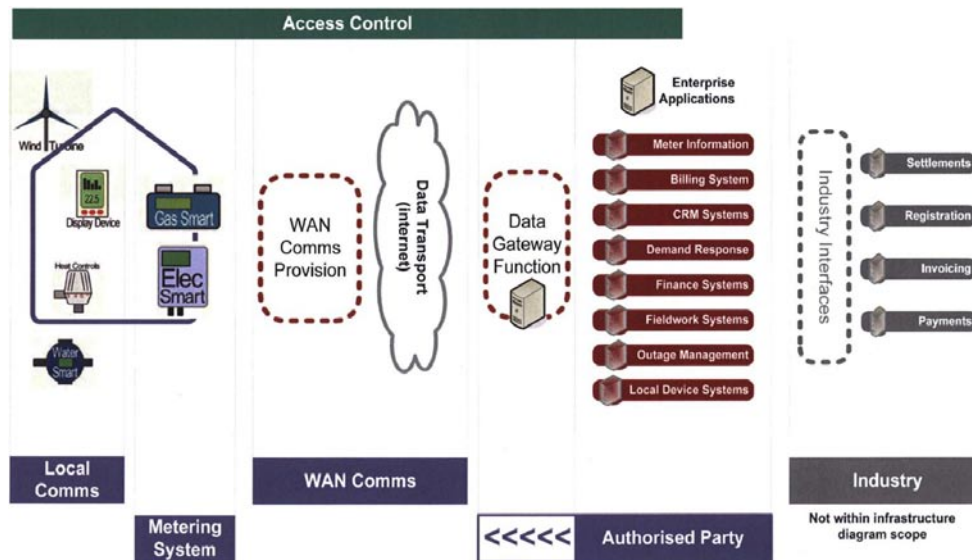 Access Control
Wind Turbine
22.5
Display Device
Heat Controls
Water
Smart
Gas Smart
Elec
Smart
WAN
Comms
Provision
Data Transport
(internet)
Data
Gateway
Function
Enterprise
Applications
Meter Information
Billing System
CRM Systems
Demand Response
Finance Systems
Fieldwork Systems
Outage Management
Local Device Systems
Industry Interfaces
Settlements
Registration
Invoicing
Payments
Local
Comms
Metering
System
WAN Comms
<<<<<
Authorised Party
Industry
Not within infrastructure
diagram scope